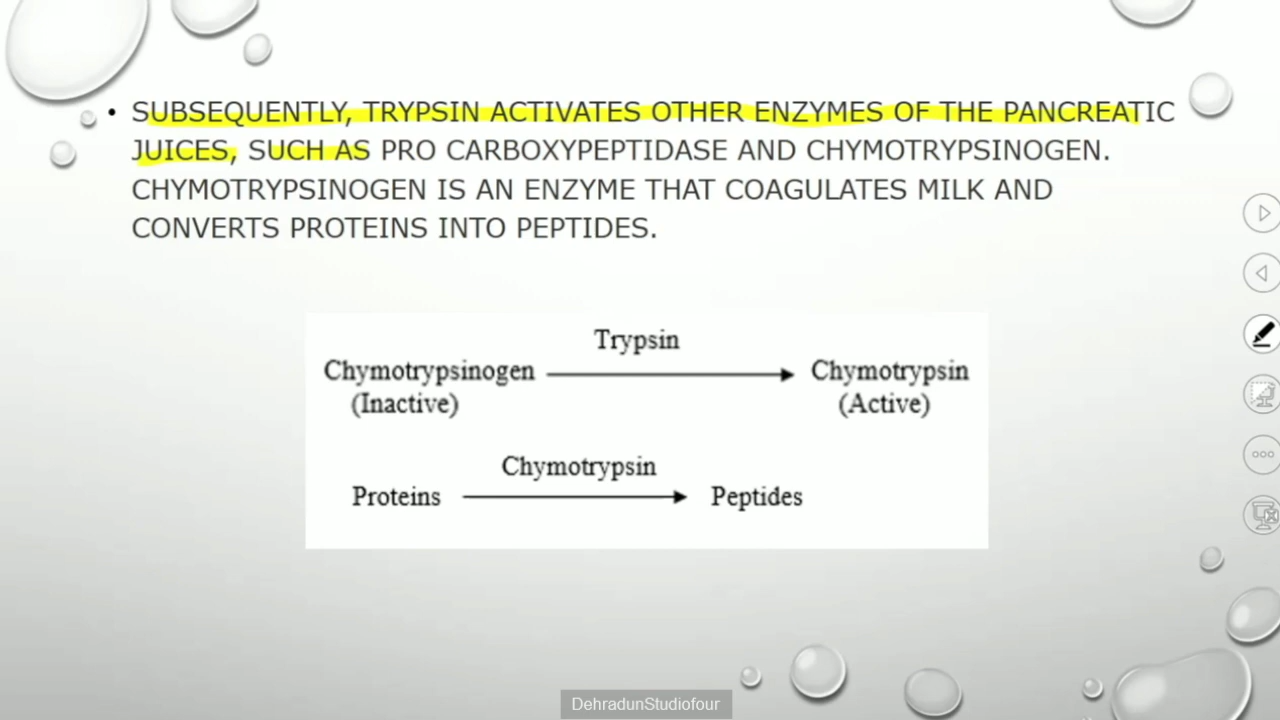 • SUBSEQUENTLY, TRYPSIN ACTIVATES OTHER ENZYMES OF THE PANCREATIC
JUICES, SUCH AS PRO CARBOXYPEPTIDASE AND CHYMOTRYPSINOGEN.
CHYMOTRYPSINOGEN IS AN ENZYME THAT COAGULATES MILK AND
CONVERTS PROTEINS INTO PEPTIDES.
Trypsin
Chymotrypsinogen Chymotrypsin
(Inactive) (Active)
Chymotrypsin
Proteins Peptides
DehradunStudiofour